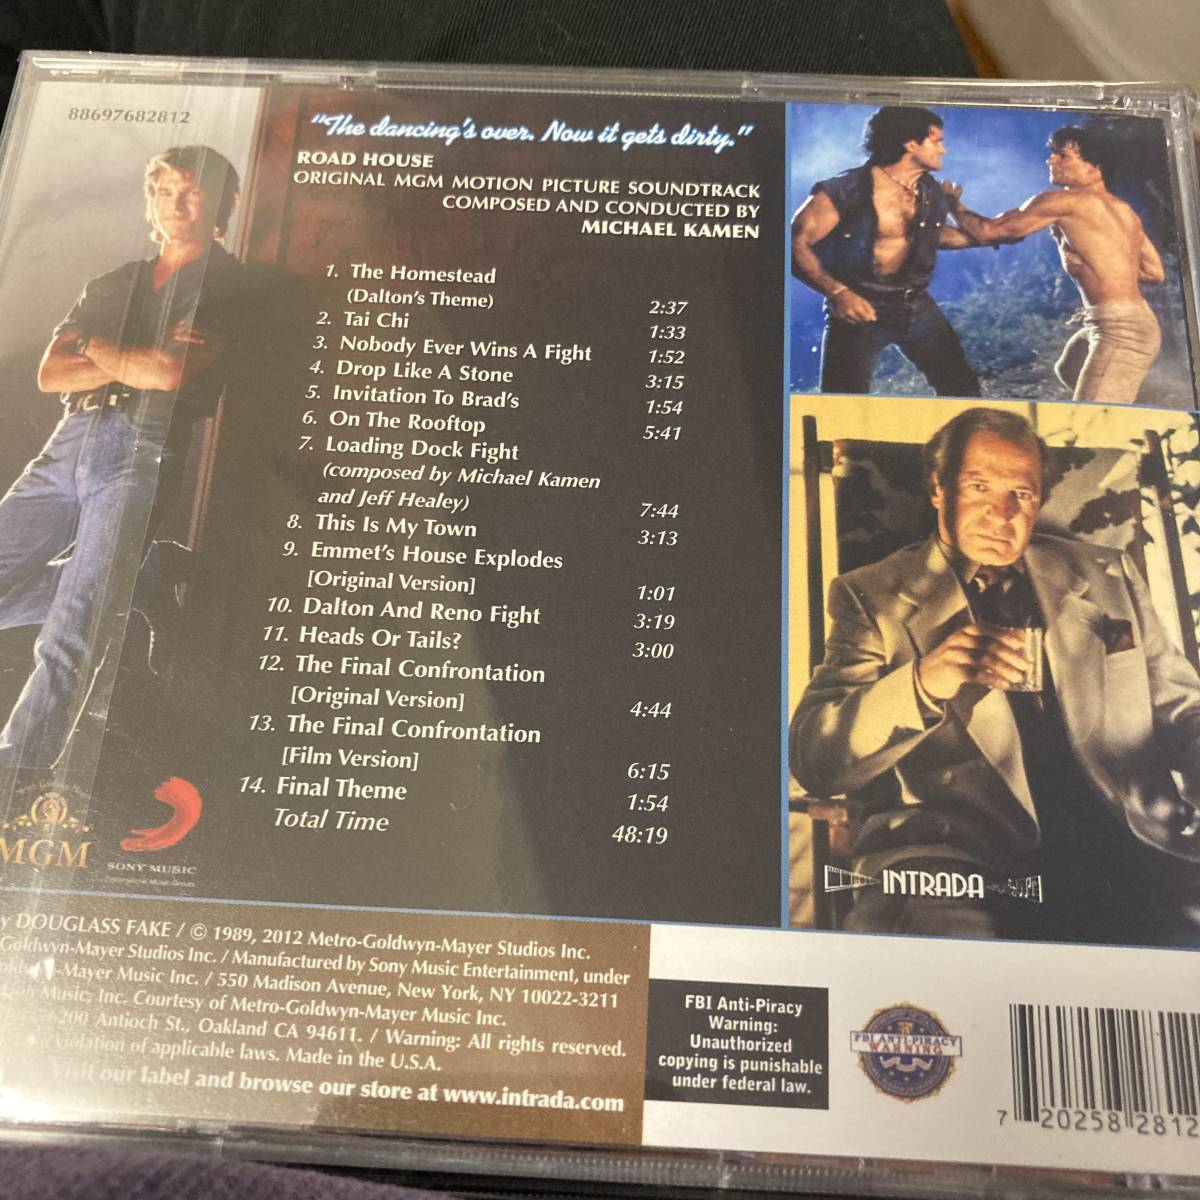 88697682812
"The dancing's over. Now it gets dirty."
ROAD HOUSE
ORIGINAL MGM MOTION PICTURE SOUNDTRACK
COMPOSED AND CONDUCTED BY
MICHAEL KAMEN
1. The Homestead
(Dalton's Theme) 2:37
2. Tai Chi 1:33
3. Nobody Ever Wins A Fight 1:52
4. Drop Like A Stone 3:15
5. Invitation To Brad's 1:54
6. On The Rooftop 5:41
7. Loading Dock Fight
(composed by Michael Kamen
and Jeff Healey) 7:44
8. This Is My Town 3:13
9. Emmet's House Explodes
[Original Version] 1:01
10. Dalton And Reno Fight 3:19
11. Heads Or Tails? 3:00
12. The Final Confrontation
[Original Version] 4:44
13. The Final Confrontation
[Film Version] 6:15
14. Final Theme 1:54
Total Time 48:19
MGM
SONY MUSIC
INTRADA
DOUGLASS FAKE / © 1989, 2012 Metro-Goldwyn-Mayer Studios Inc.
Goldwyn-Mayer Studios Inc. / Manufactured by Sony Music Entertainment, under
-Mayer Music Inc. / 550 Madison Avenue, New York, NY 10022-3211
Music, Inc. Courtesy of Metro-Goldwyn-Mayer Music Inc.
6200 Antioch St., Oakland CA 94611. / Warning: All rights reserved.
violation of applicable laws. Made in the U.S.A.
Visit our label and browse our store at www.intrada.com
FBI Anti-Piracy
Warning:
Unauthorized
copying is punishable
under federal law.
FBI ANTI-PIRACY
WARNING
7 20258 2812